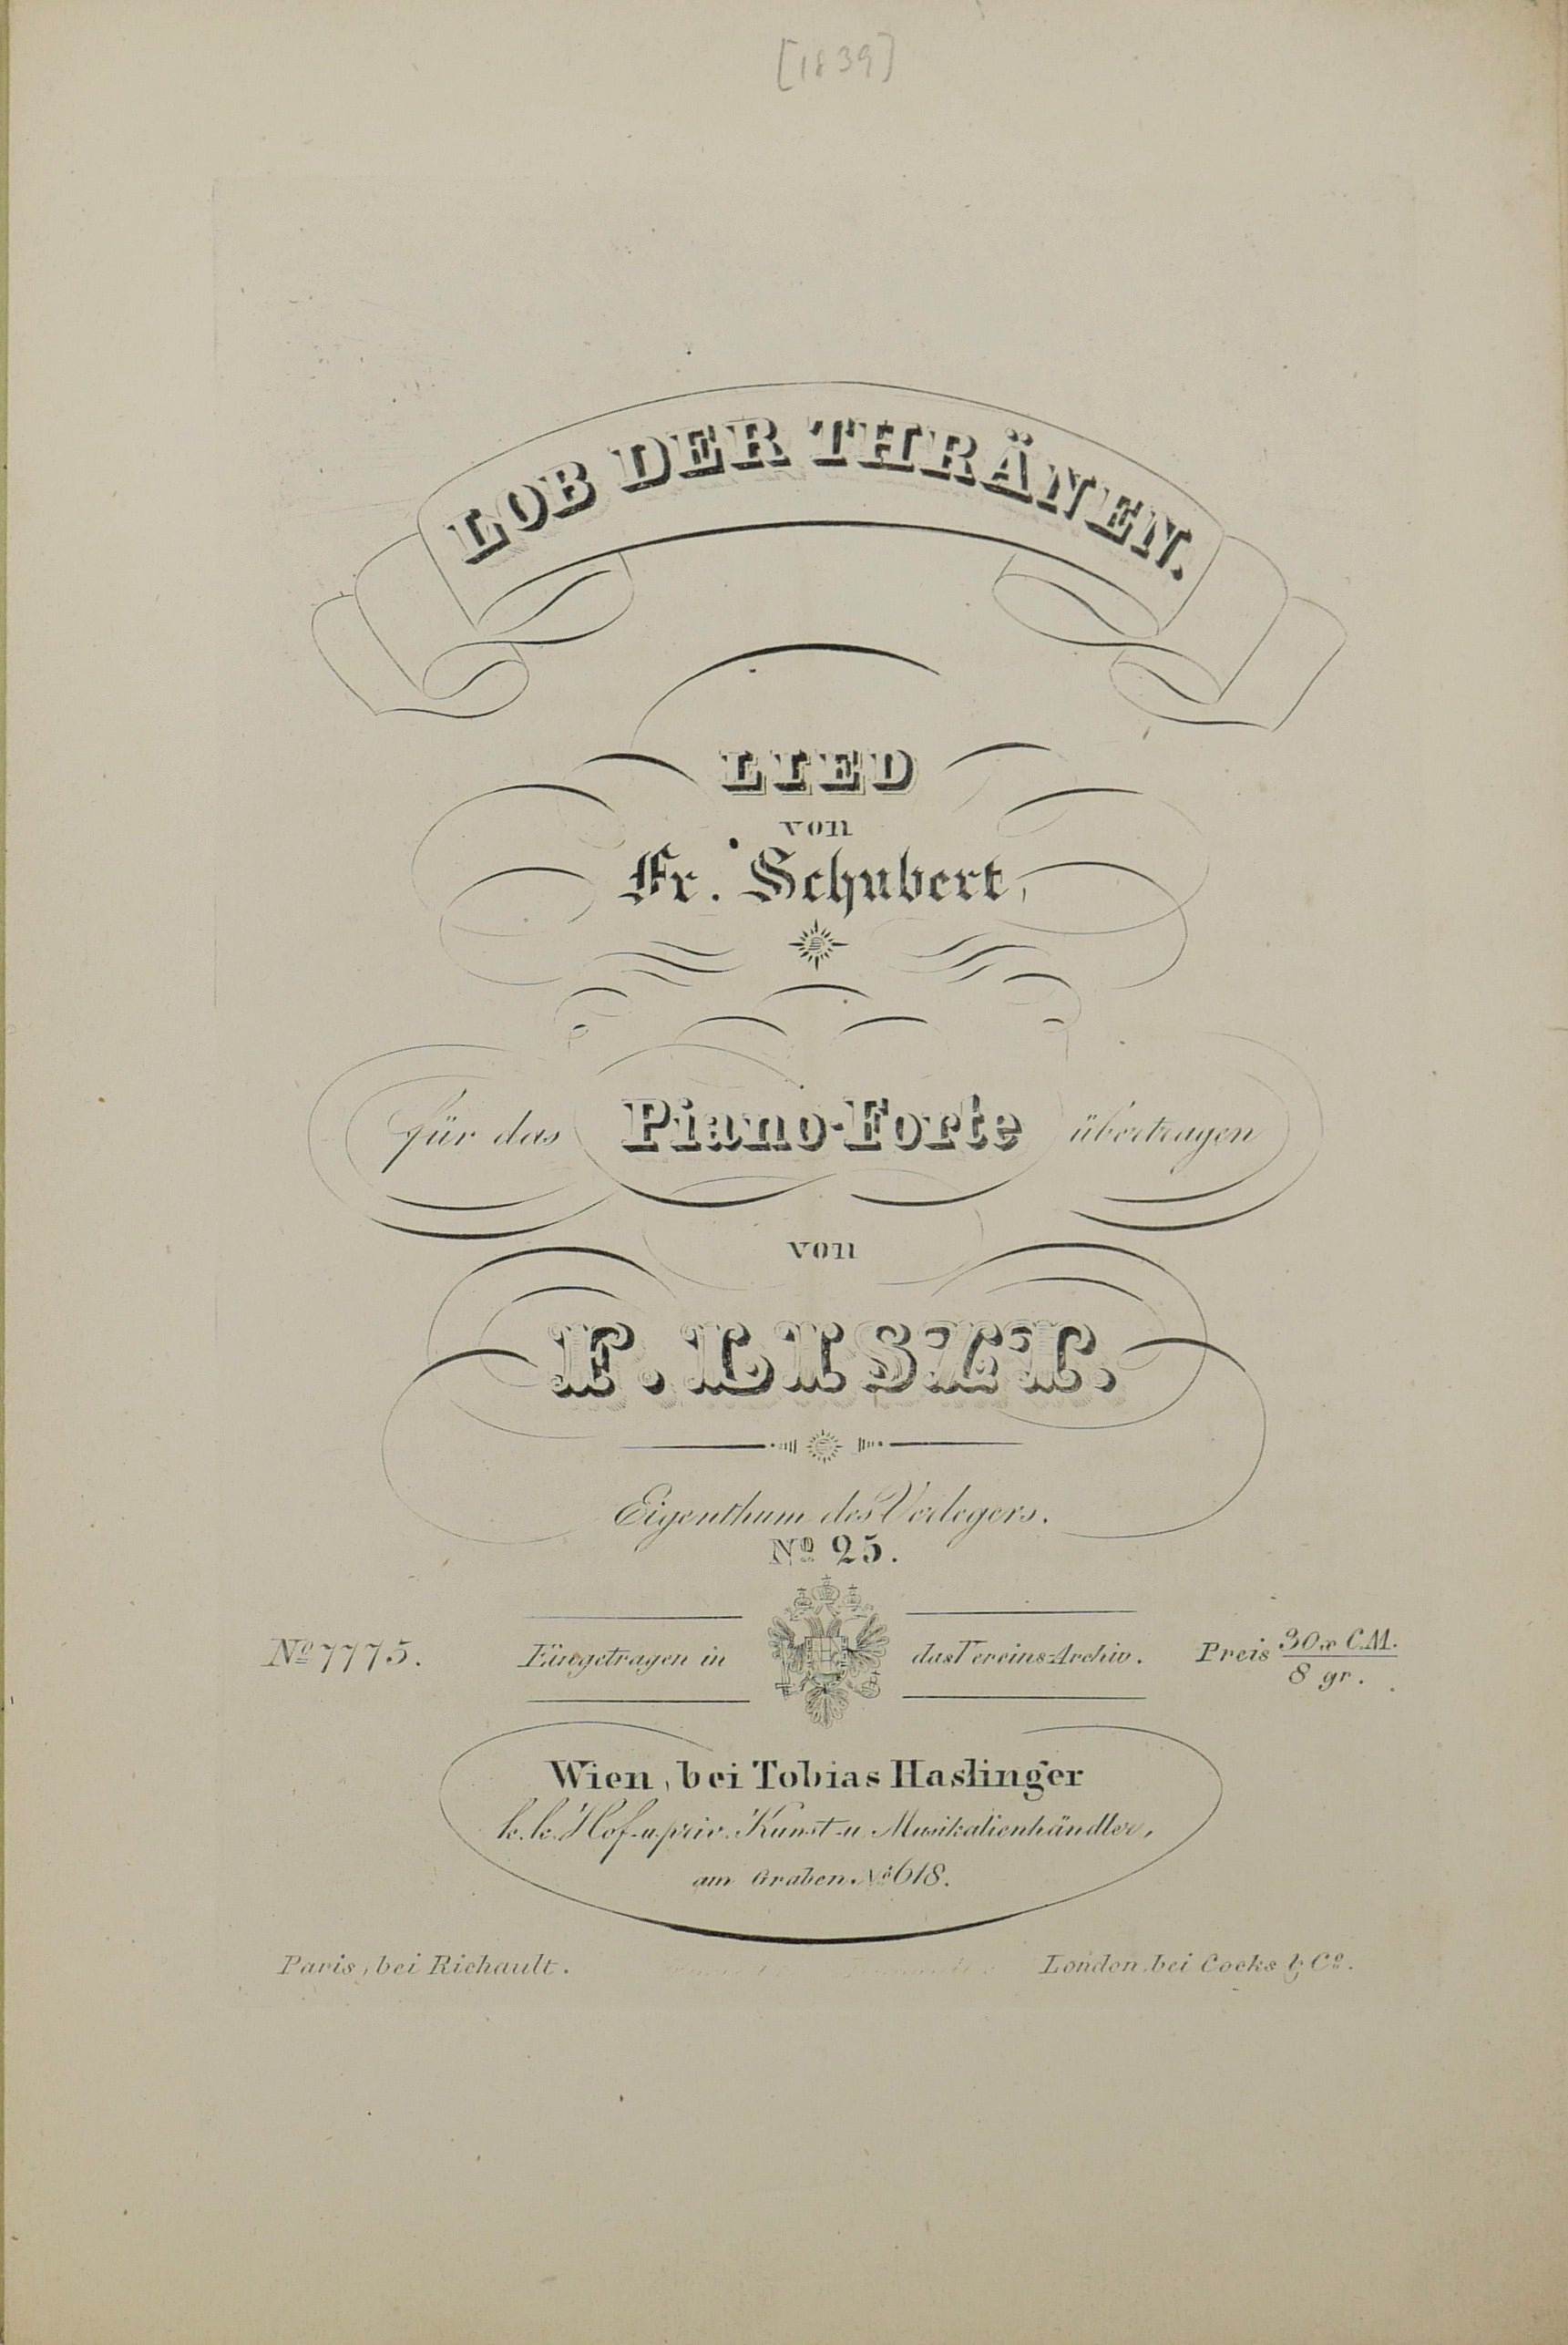 [1839]
LOB DER THRÄNEN.
LIED
von
Fr. Schubert,
für das Piano-Forte übertragen
von
F. LISZT.
Eigenthum des Verlegers.
Nº 25.
Nº 7775. Eingetragen in das Vereins-Archiv. Preis 30x C.M.
8 gr.
Wien, bei Tobias Haslinger
k.k. Hof-u. priv. Kunst-u. Musikalienhändler,
am Graben Nº 618.
Paris, bei Richault. London, bei Cocks & Cº.